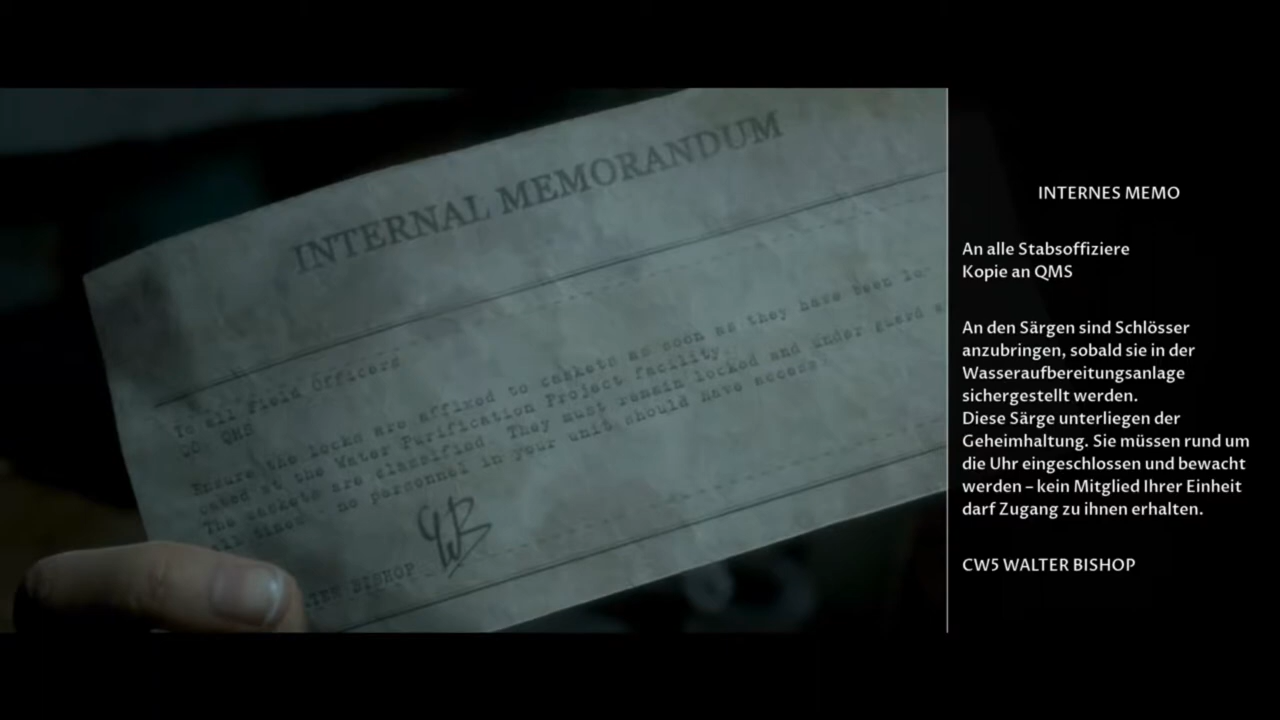 INTERNAL MEMORANDUM
To all Field Officers
CC QMS
Ensure the locks are affixed to caskets as soon as they have been lo-
cated at the Water Purification Project facility.
The caskets are classified. They must remain locked and under guard
all times - no personnel in your unit should have access.
BISHOP
WB
INTERNES MEMO
An alle Stabsoffiziere
Kopie an QMS
An den Särgen sind Schlösser
anzubringen, sobald sie in der
Wasseraufbereitungsanlage
sichergestellt werden.
Diese Särge unterliegen der
Geheimhaltung. Sie müssen rund um
die Uhr eingeschlossen und bewacht
werden – kein Mitglied Ihrer Einheit
darf Zugang zu ihnen erhalten.
CW5 WALTER BISHOP